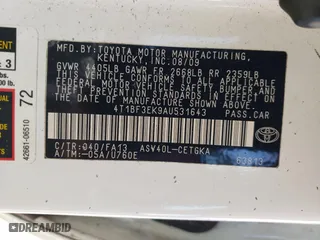 MFD.BY:TOYOTA MOTOR MANUFACTURING,
KENTUCKY,INC.08/09
GVWR 4405LB GAWR FR 2668LB RR 2359LB
THIS VEHICLE CONFORMS TO ALL APPLICABLE
FEDERAL MOTOR VEHICLE SAFETY, BUMPER, AND
THEFT PREVENTION STANDARDS IN EFFECT ON
THE DATE OF MANUFACTURE SHOWN ABOVE.
4T1BF3EK9AU531643
PASS.CAR
C/TR: 040/FA13 ASV40L-CETGKA
A/TM: -05A/U760E
TOYOTA
42661-06510
72
3